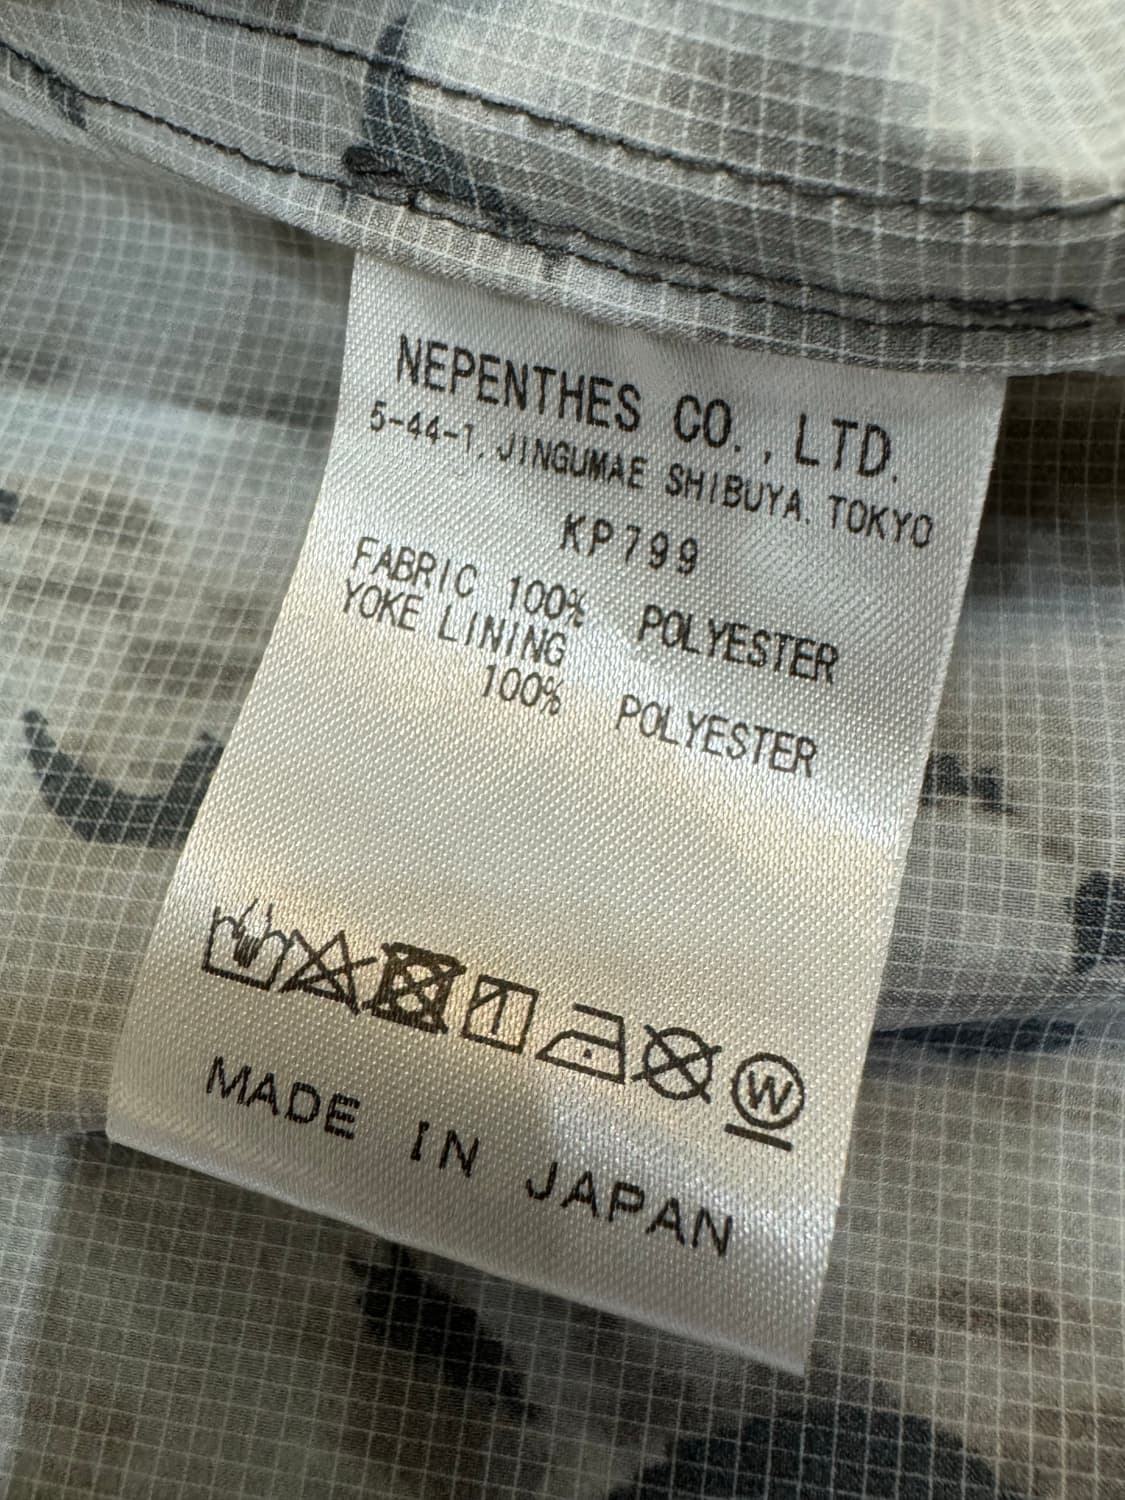 NEPENTHES CO., LTD.
5-44-1, JINGUMAE SHIBUYA, TOKYO
KP799
FABRIC 100% POLYESTER
YOKE LINING
100% POLYESTER
W
MADE IN JAPAN